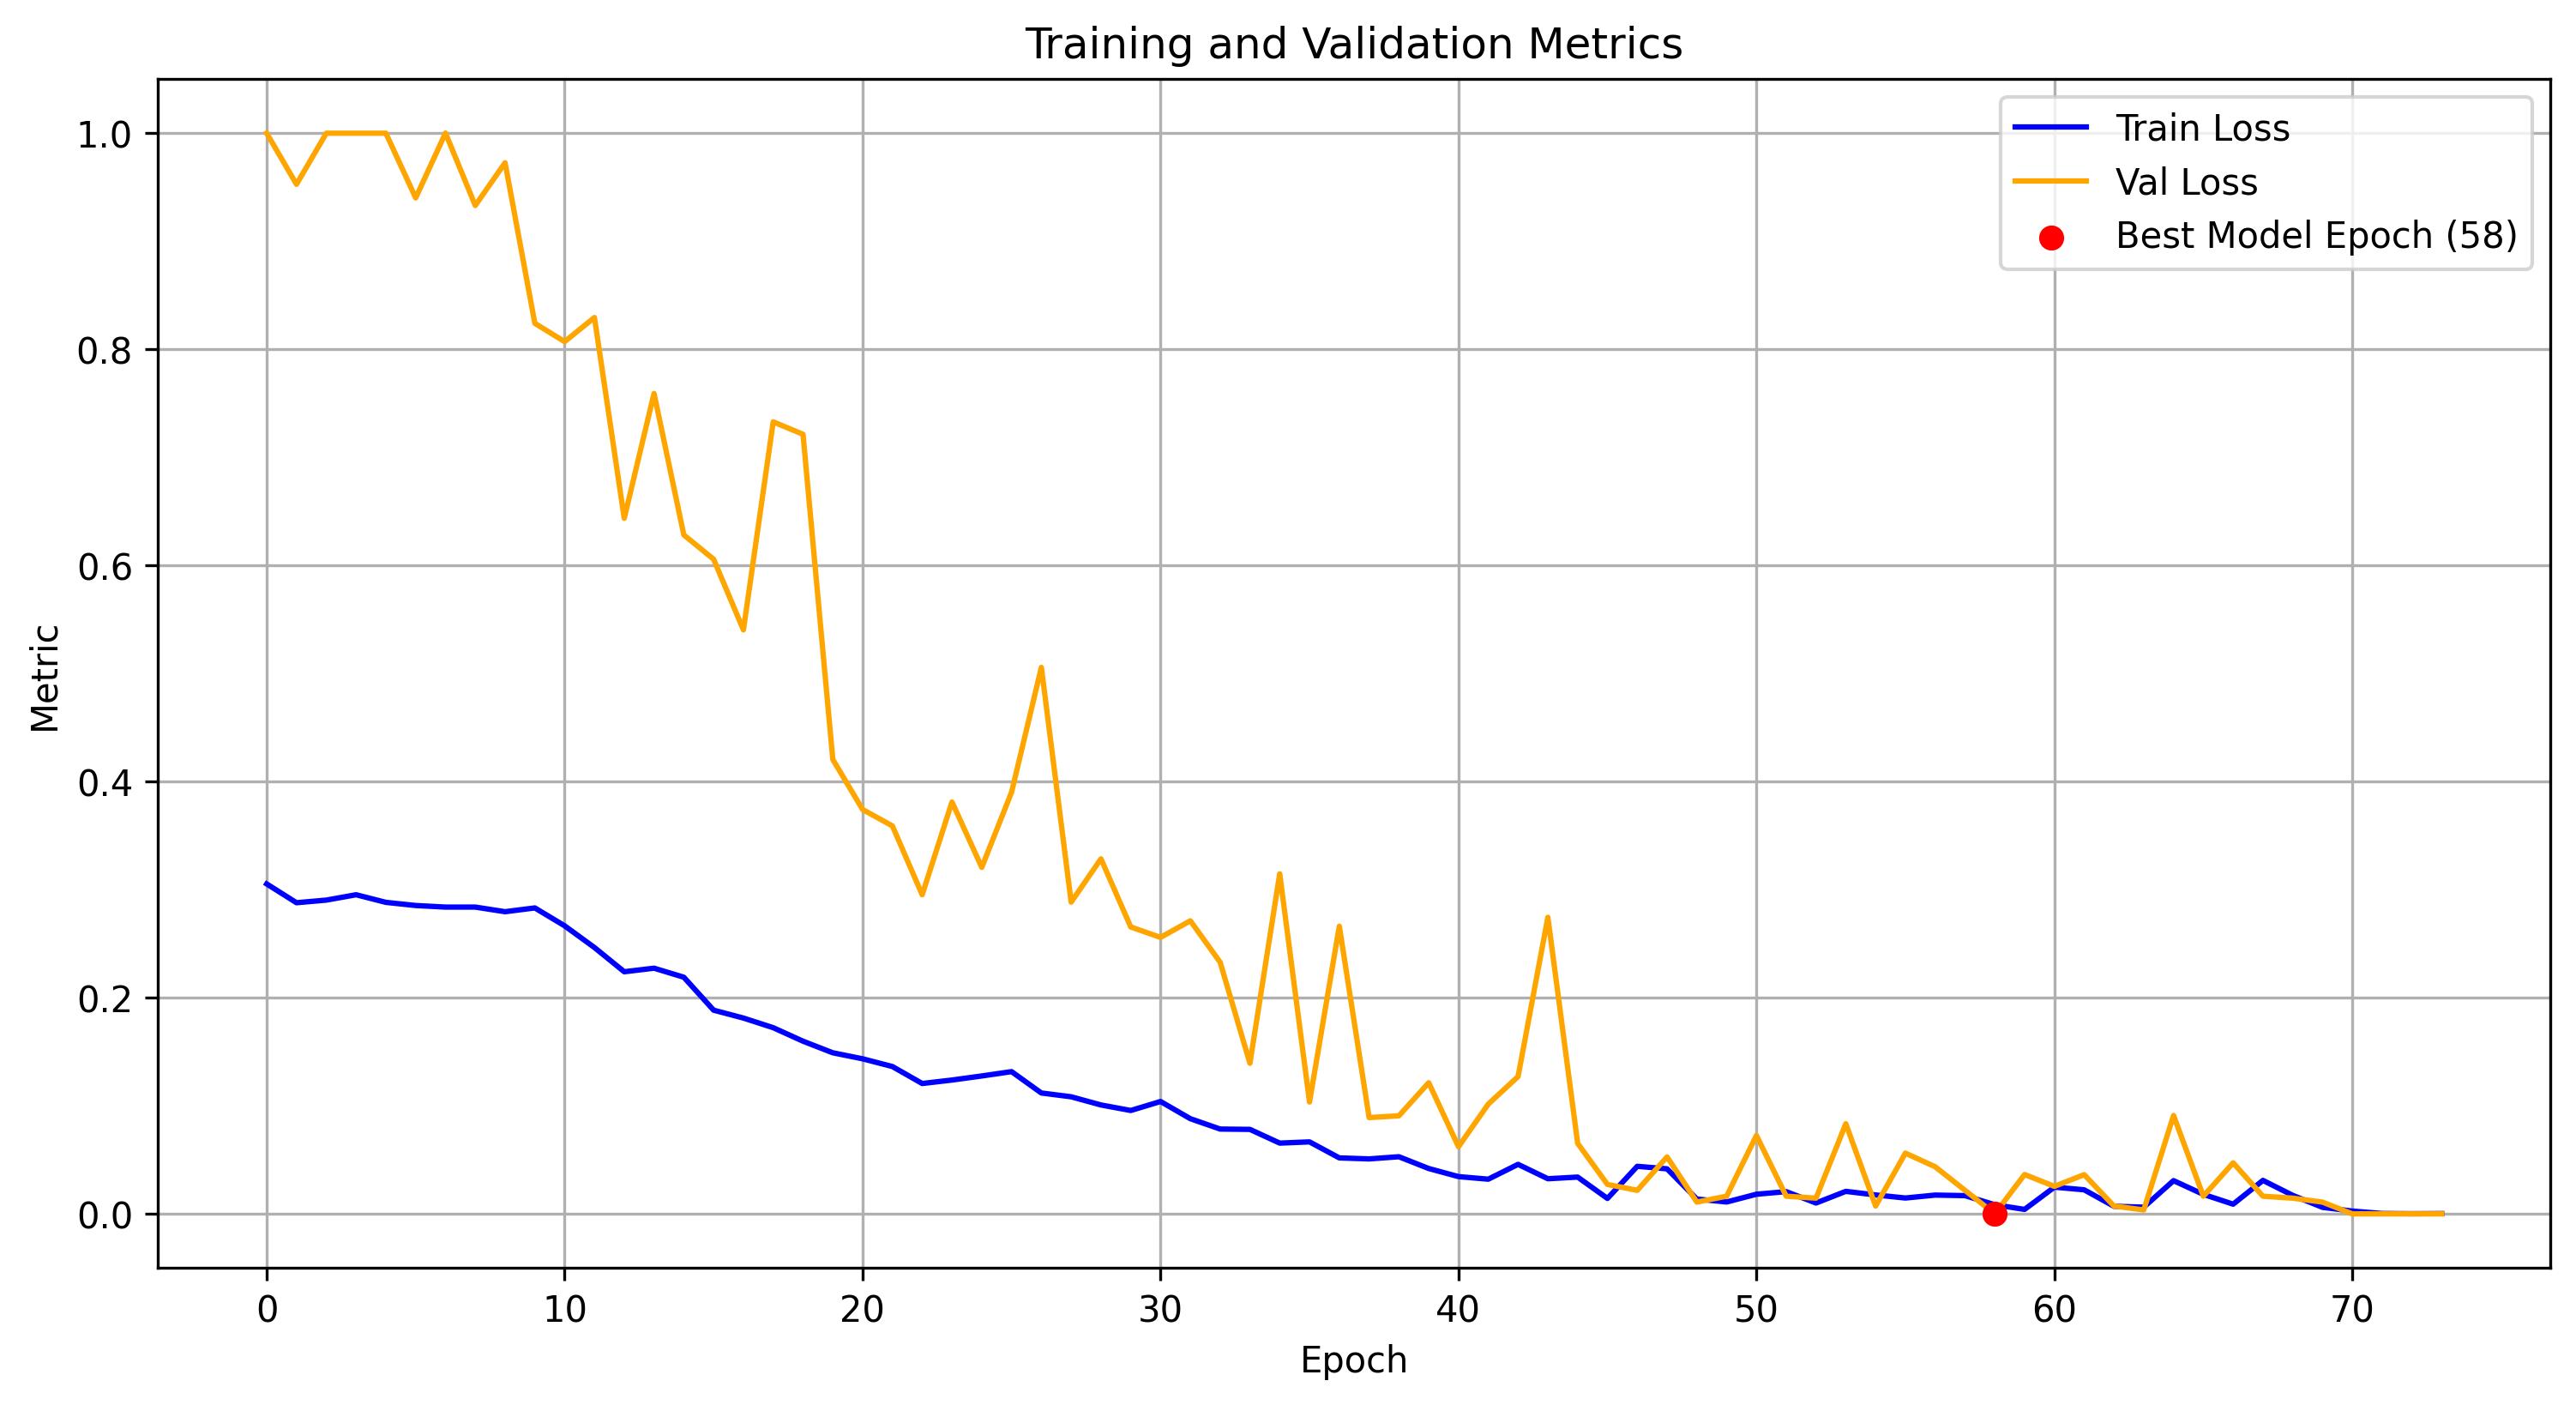 Training and Validation Metrics
Train Loss
Val Loss
Best Model Epoch (58)
1.0
0.8
0.6
0.4
0.2
0.0
Metric
0 10 20 30 40 50 60 70
Epoch